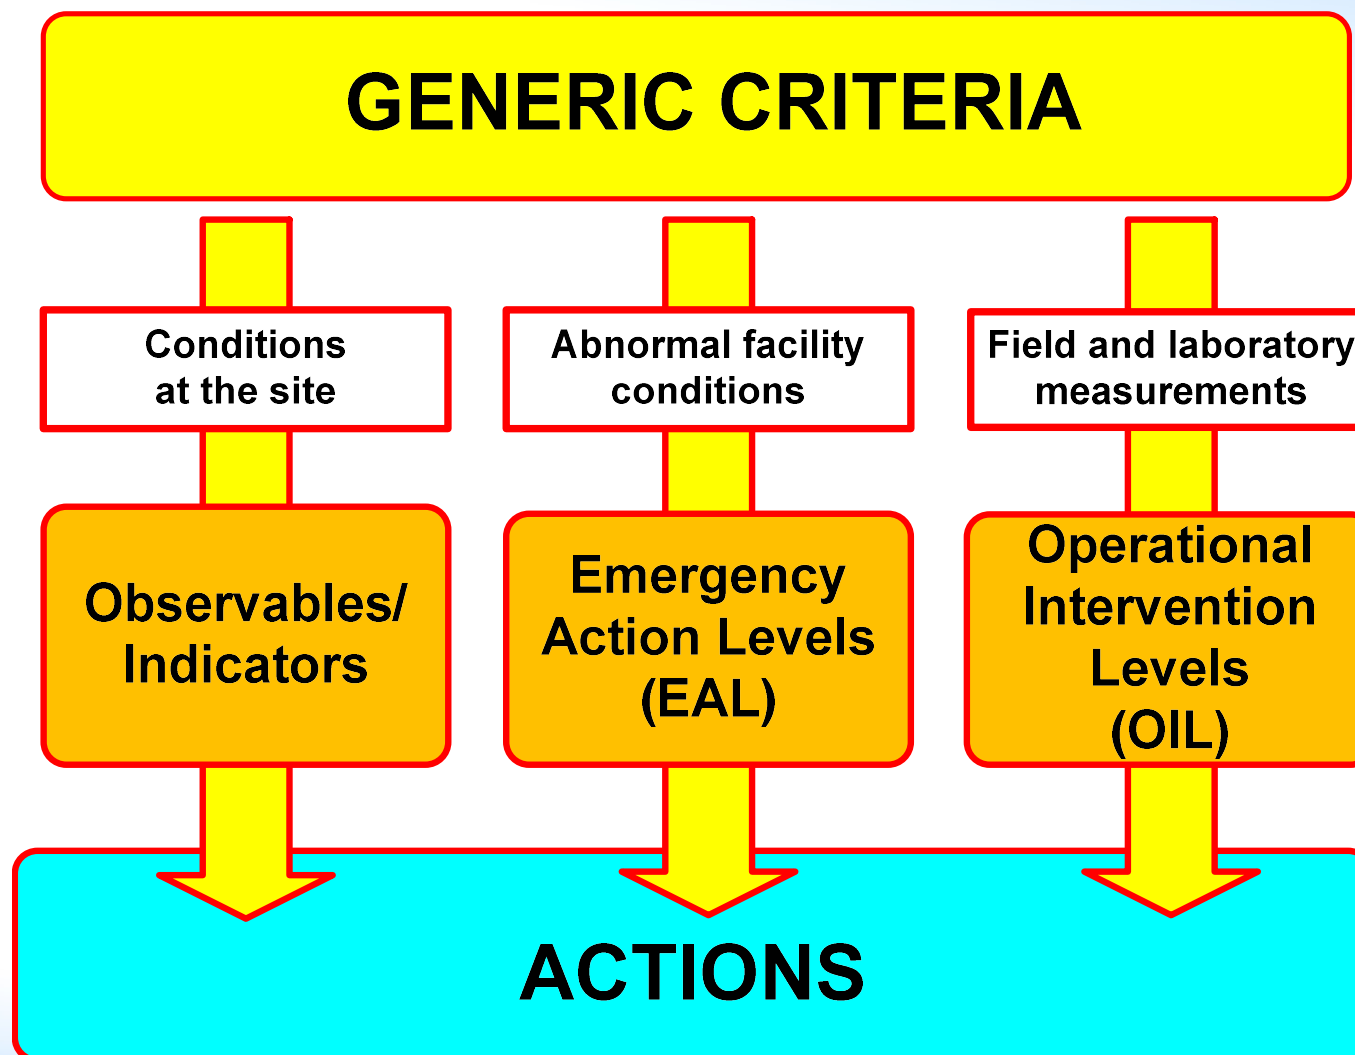 GENERIC CRITERIA
Conditions
at the site
Abnormal facility
conditions
Field and laboratory
measurements
Observables/
Indicators
Emergency
Action Levels
(EAL)
Operational
Intervention
Levels
(OIL)
ACTIONS